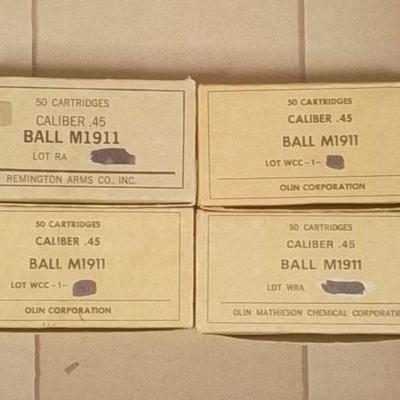 50 CARTRIDGES
CALIBER .45
BALL M1911
LOT RA
REMINGTON ARMS CO., INC.
50 CARTRIDGES
CALIBER .45
BALL M1911
LOT WCC-1-
OLIN CORPORATION
50 CARTRIDGES
CALIBER .45
BALL M1911
LOT WCC-1-
OLIN CORPORATION
50 CARTRIDGES
CALIBER .45
BALL M1911
LOT WRA
OLIN MATHIESON CHEMICAL CORPORATIO